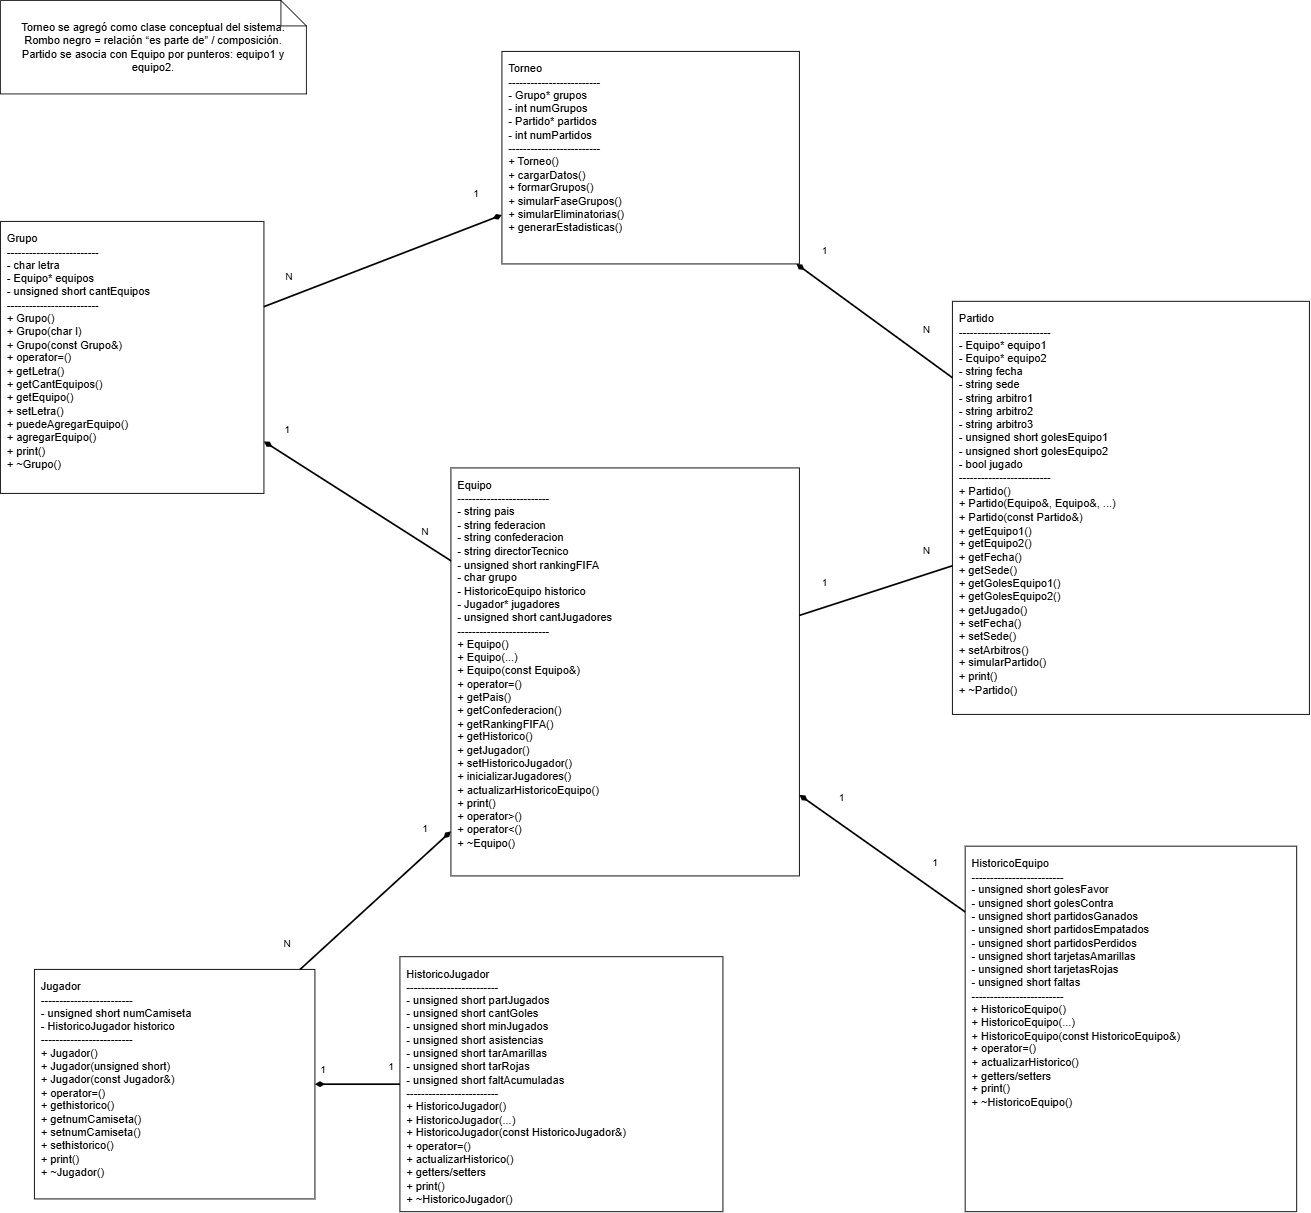 Torneo se agregó como clase conceptual del sistema.
Rombo negro = relación “es parte de” / composición.
Partido se asocia con Equipo por punteros: equipo1 y
equipo2.
Torneo
-------------------------
- Grupo* grupos
- int numGrupos
- Partido* partidos
- int numPartidos
-------------------------
+ Torneo()
+ cargarDatos()
+ formarGrupos()
+ simularFaseGrupos()
+ simularEliminatorias()
+ generarEstadisticas()
1
N
1
N
Grupo
-------------------------
- char letra
- Equipo* equipos
- unsigned short cantEquipos
-------------------------
+ Grupo()
+ Grupo(char l)
+ Grupo(const Grupo&)
+ operator=()
+ getLetra()
+ getCantEquipos()
+ getEquipo()
+ setLetra()
+ puedeAgregarEquipo()
+ agregarEquipo()
+ print()
+ ~Grupo()
1
N
Partido
-------------------------
- Equipo* equipo1
- Equipo* equipo2
- string fecha
- string sede
- string arbitro1
- string arbitro2
- string arbitro3
- unsigned short golesEquipo1
- unsigned short golesEquipo2
- bool jugado
-------------------------
+ Partido()
+ Partido(Equipo&, Equipo&, ...)
+ Partido(const Partido&)
+ getEquipo1()
+ getEquipo2()
+ getFecha()
+ getSede()
+ getGolesEquipo1()
+ getGolesEquipo2()
+ getJugado()
+ setFecha()
+ setSede()
+ setArbitros()
+ simularPartido()
+ print()
+ ~Partido()
Equipo
-------------------------
- string pais
- string federacion
- string confederacion
- string directorTecnico
- unsigned short rankingFIFA
- char grupo
- HistoricoEquipo historico
- Jugador* jugadores
- unsigned short cantJugadores
-------------------------
+ Equipo()
+ Equipo(...)
+ Equipo(const Equipo&)
+ operator=()
+ getPais()
+ getConfederacion()
+ getRankingFIFA()
+ getHistorico()
+ getJugador()
+ setHistoricoJugador()
+ inicializarJugadores()
+ actualizarHistoricoEquipo()
+ print()
+ operator>()
+ operator<()
+ ~Equipo()
N
1
1
1
1
N
HistoricoEquipo
-------------------------
- unsigned short golesFavor
- unsigned short golesContra
- unsigned short partidosGanados
- unsigned short partidosEmpatados
- unsigned short partidosPerdidos
- unsigned short tarjetasAmarillas
- unsigned short tarjetasRojas
- unsigned short faltas
-------------------------
+ HistoricoEquipo()
+ HistoricoEquipo(...)
+ HistoricoEquipo(const HistoricoEquipo&)
+ operator=()
+ actualizarHistorico()
+ getters/setters
+ print()
+ ~HistoricoEquipo()
Jugador
-------------------------
- unsigned short numCamiseta
- HistoricoJugador historico
-------------------------
+ Jugador()
+ Jugador(unsigned short)
+ Jugador(const Jugador&)
+ operator=()
+ gethistorico()
+ getnumCamiseta()
+ setnumCamiseta()
+ sethistorico()
+ print()
+ ~Jugador()
1
1
HistoricoJugador
-------------------------
- unsigned short partJugados
- unsigned short cantGoles
- unsigned short minJugados
- unsigned short asistencias
- unsigned short tarAmarillas
- unsigned short tarRojas
- unsigned short faltAcumuladas
-------------------------
+ HistoricoJugador()
+ HistoricoJugador(...)
+ HistoricoJugador(const HistoricoJugador&)
+ operator=()
+ actualizarHistorico()
+ getters/setters
+ print()
+ ~HistoricoJugador()